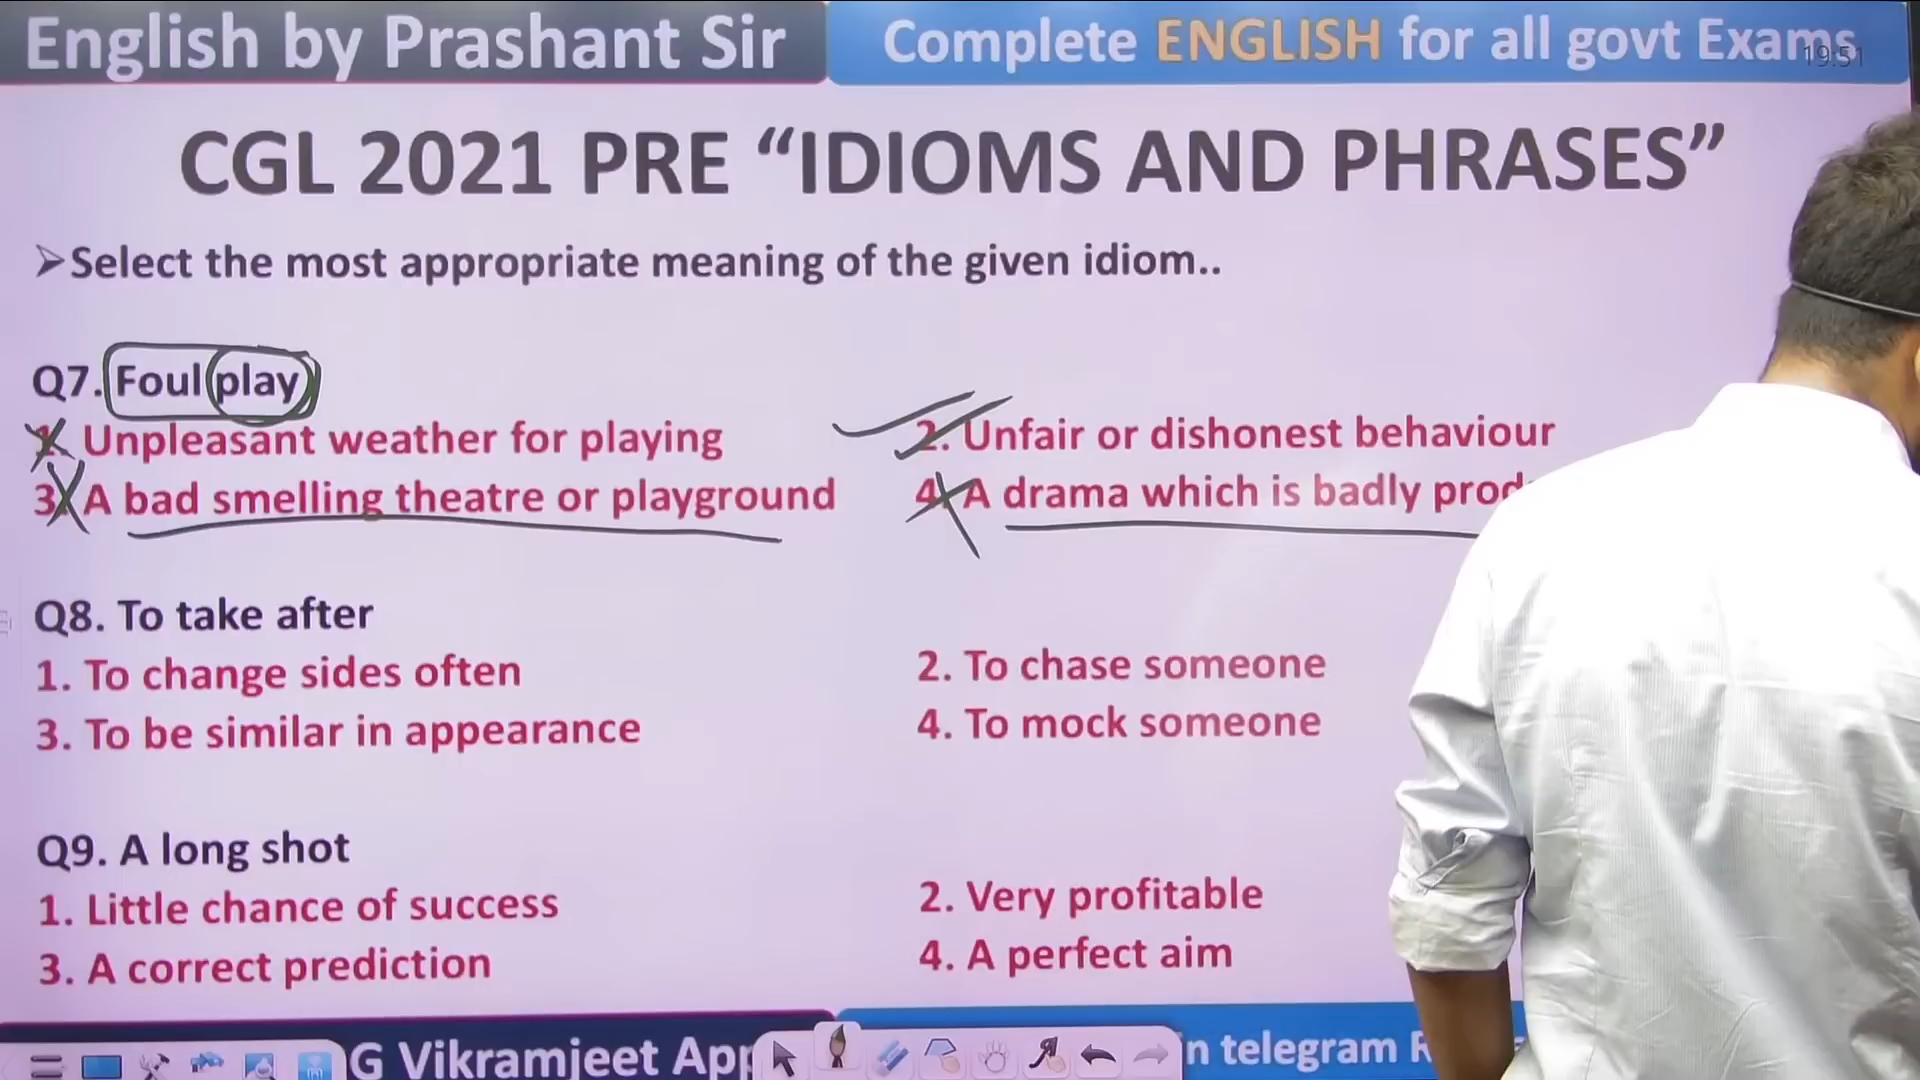 English by Prashant Sir
Complete ENGLISH for all govt Exams
19:51
CGL 2021 PRE “IDIOMS AND PHRASES”
➢Select the most appropriate meaning of the given idiom..
Q7. Foul play
1. Unpleasant weather for playing
2. Unfair or dishonest behaviour
3. A bad smelling theatre or playground
4. A drama which is badly
Q8. To take after
1. To change sides often
2. To chase someone
3. To be similar in appearance
4. To mock someone
Q9. A long shot
1. Little chance of success
2. Very profitable
3. A correct prediction
4. A perfect aim
G Vikramjeet App
telegram